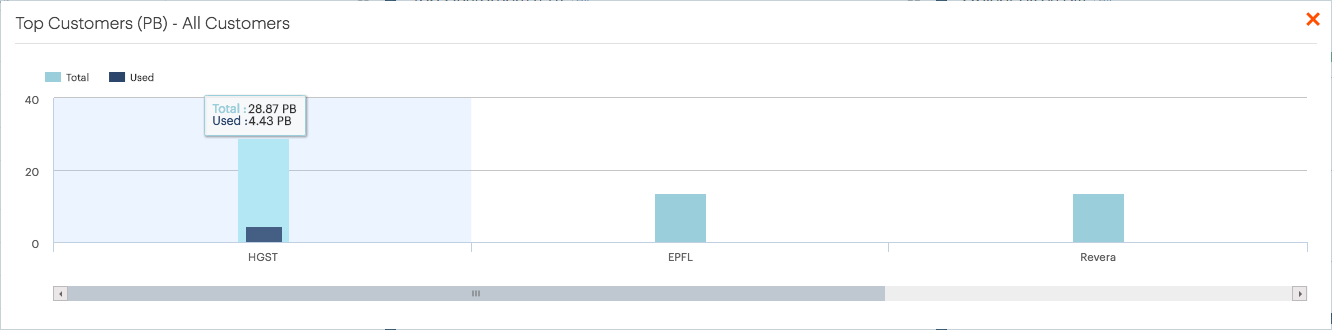 Top Customers (PB) - All Customers
Total Used
40
Total : 28.87 PB
Used : 4.43 PB
20
0
HGST EPFL Revera